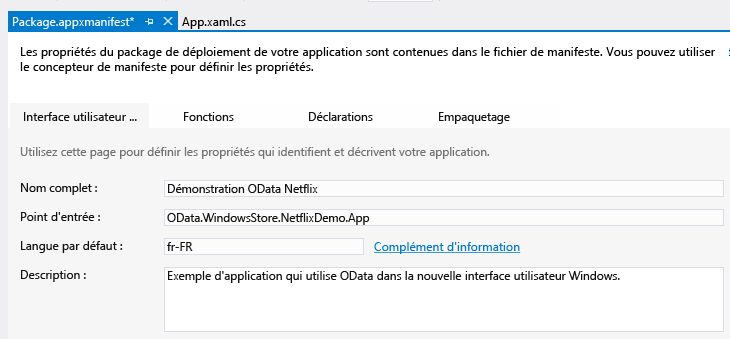 Package.appxmanifest*
App.xaml.cs
Les propriétés du package de déploiement de votre application sont contenues dans le fichier de manifeste. Vous pouvez utiliser
le concepteur de manifeste pour définir les propriétés.
Interface utilisateur ...
Fonctions
Déclarations
Empaquetage
Utilisez cette page pour définir les propriétés qui identifient et décrivent votre application.
Nom complet :
Démonstration OData Netflix
Point d'entrée :
OData.WindowsStore.NetflixDemo.App
Langue par défaut :
fr-FR
Complément d'information
Description :
Exemple d'application qui utilise OData dans la nouvelle interface utilisateur Windows.